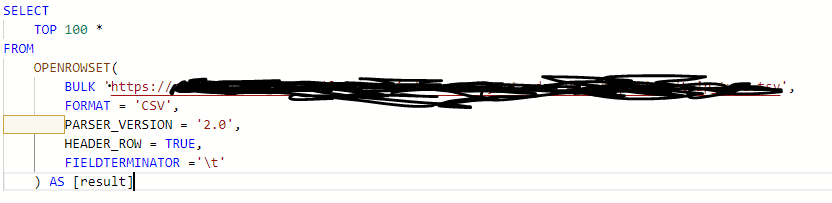 SELECT
TOP 100 *
FROM
OPENROWSET(
BULK 'https://
FORMAT = 'CSV',
PARSER_VERSION = '2.0',
HEADER_ROW = TRUE,
FIELDTERMINATOR ='\t'
) AS [result]